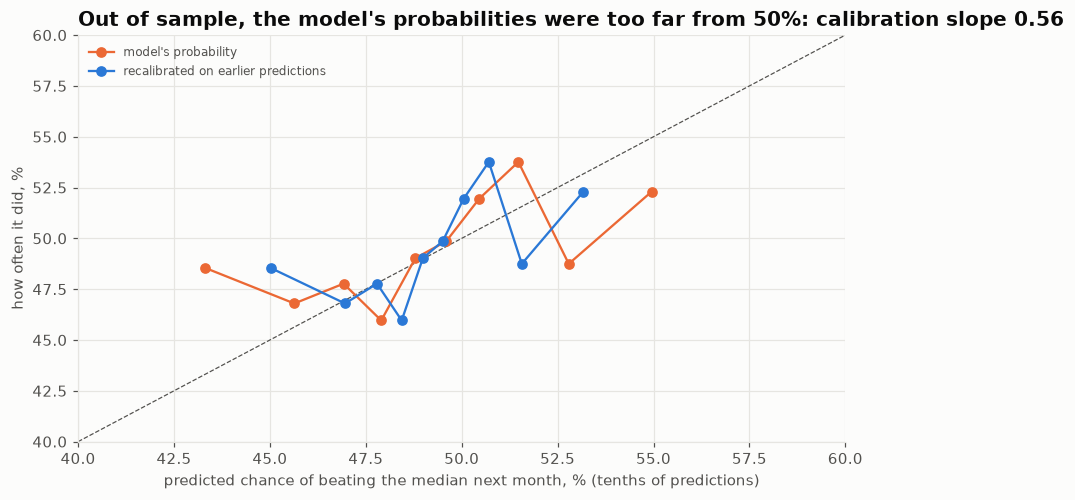 Out of sample, the model's probabilities were too far from 50%: calibration slope 0.56
model's probability
recalibrated on earlier predictions
how often it did, %
60.0
57.5
55.0
52.5
50.0
47.5
45.0
42.5
40.0
40.0 42.5 45.0 47.5 50.0 52.5 55.0 57.5 60.0
predicted chance of beating the median next month, % (tenths of predictions)